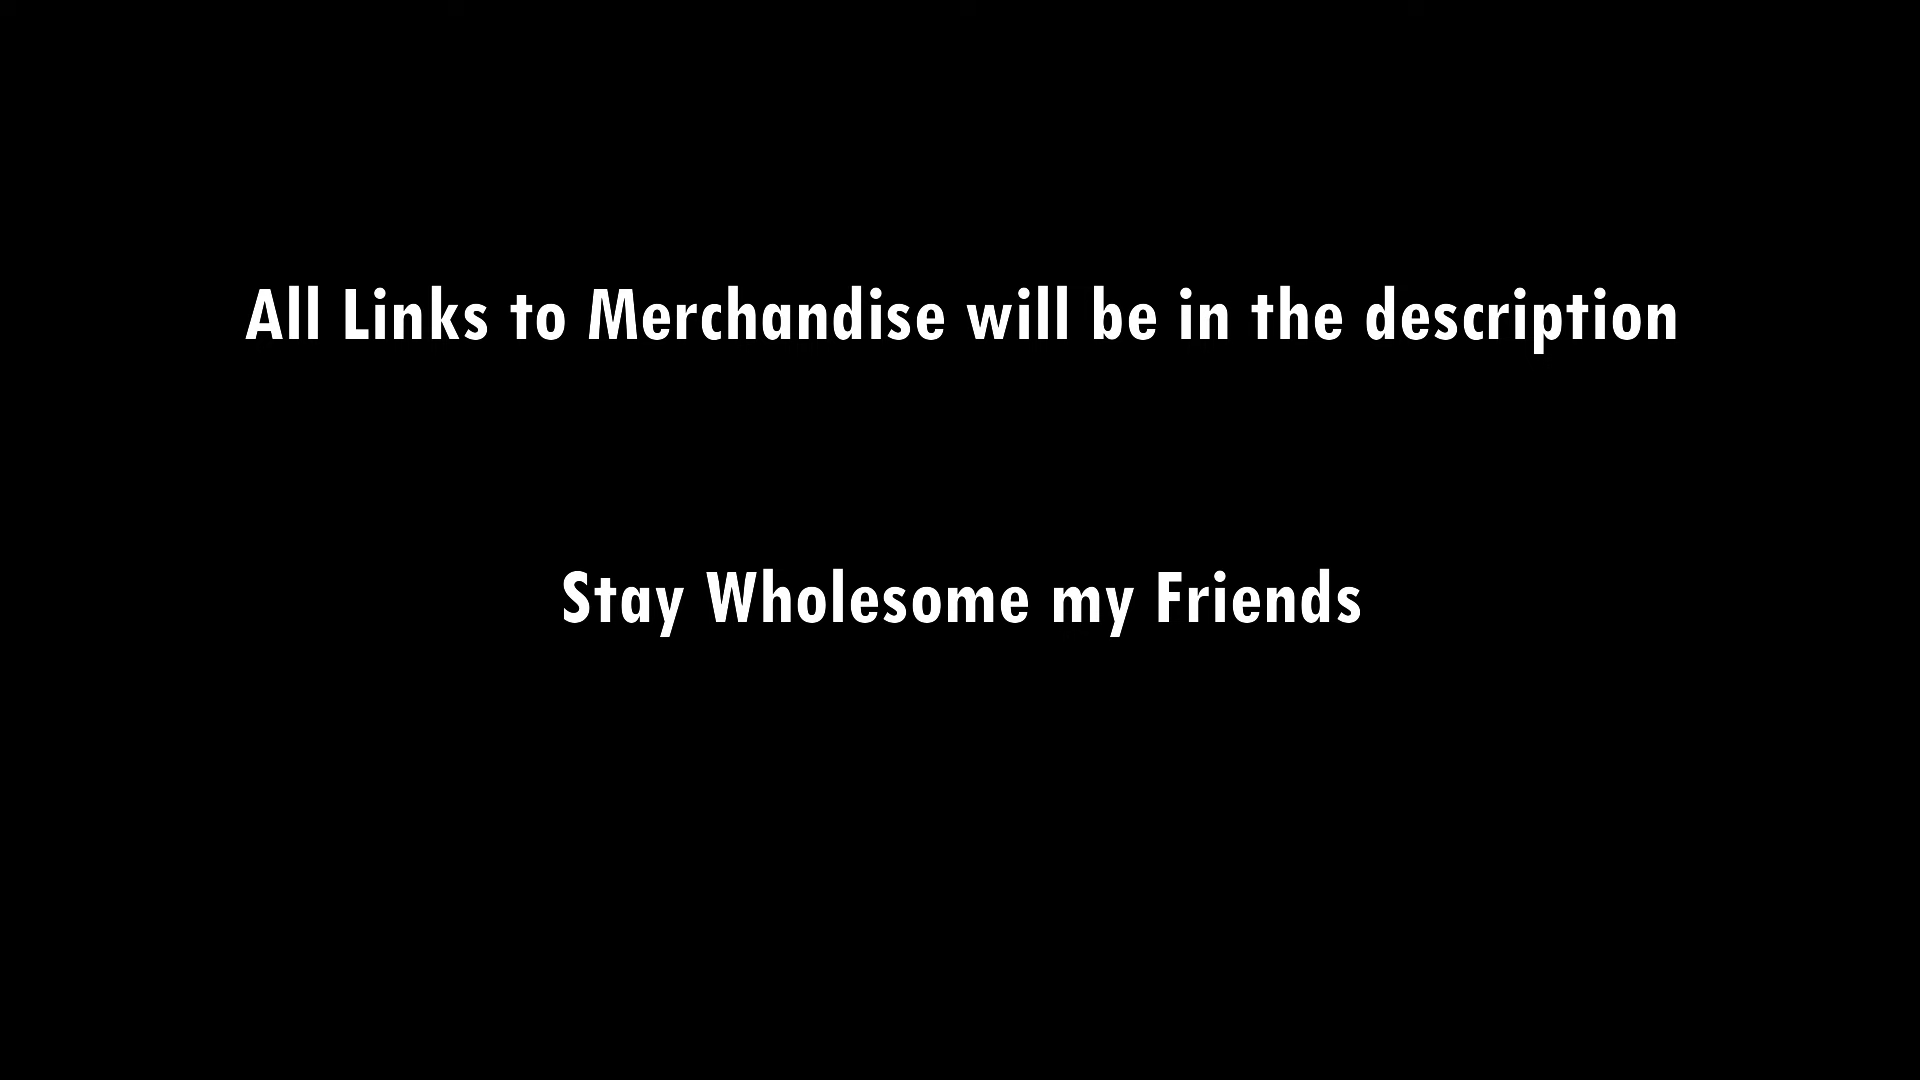 All Links to Merchandise will be in the description
Stay Wholesome my Friends